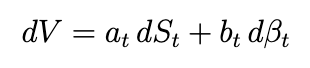 dV = a_t dS_t + b_t dβ_t